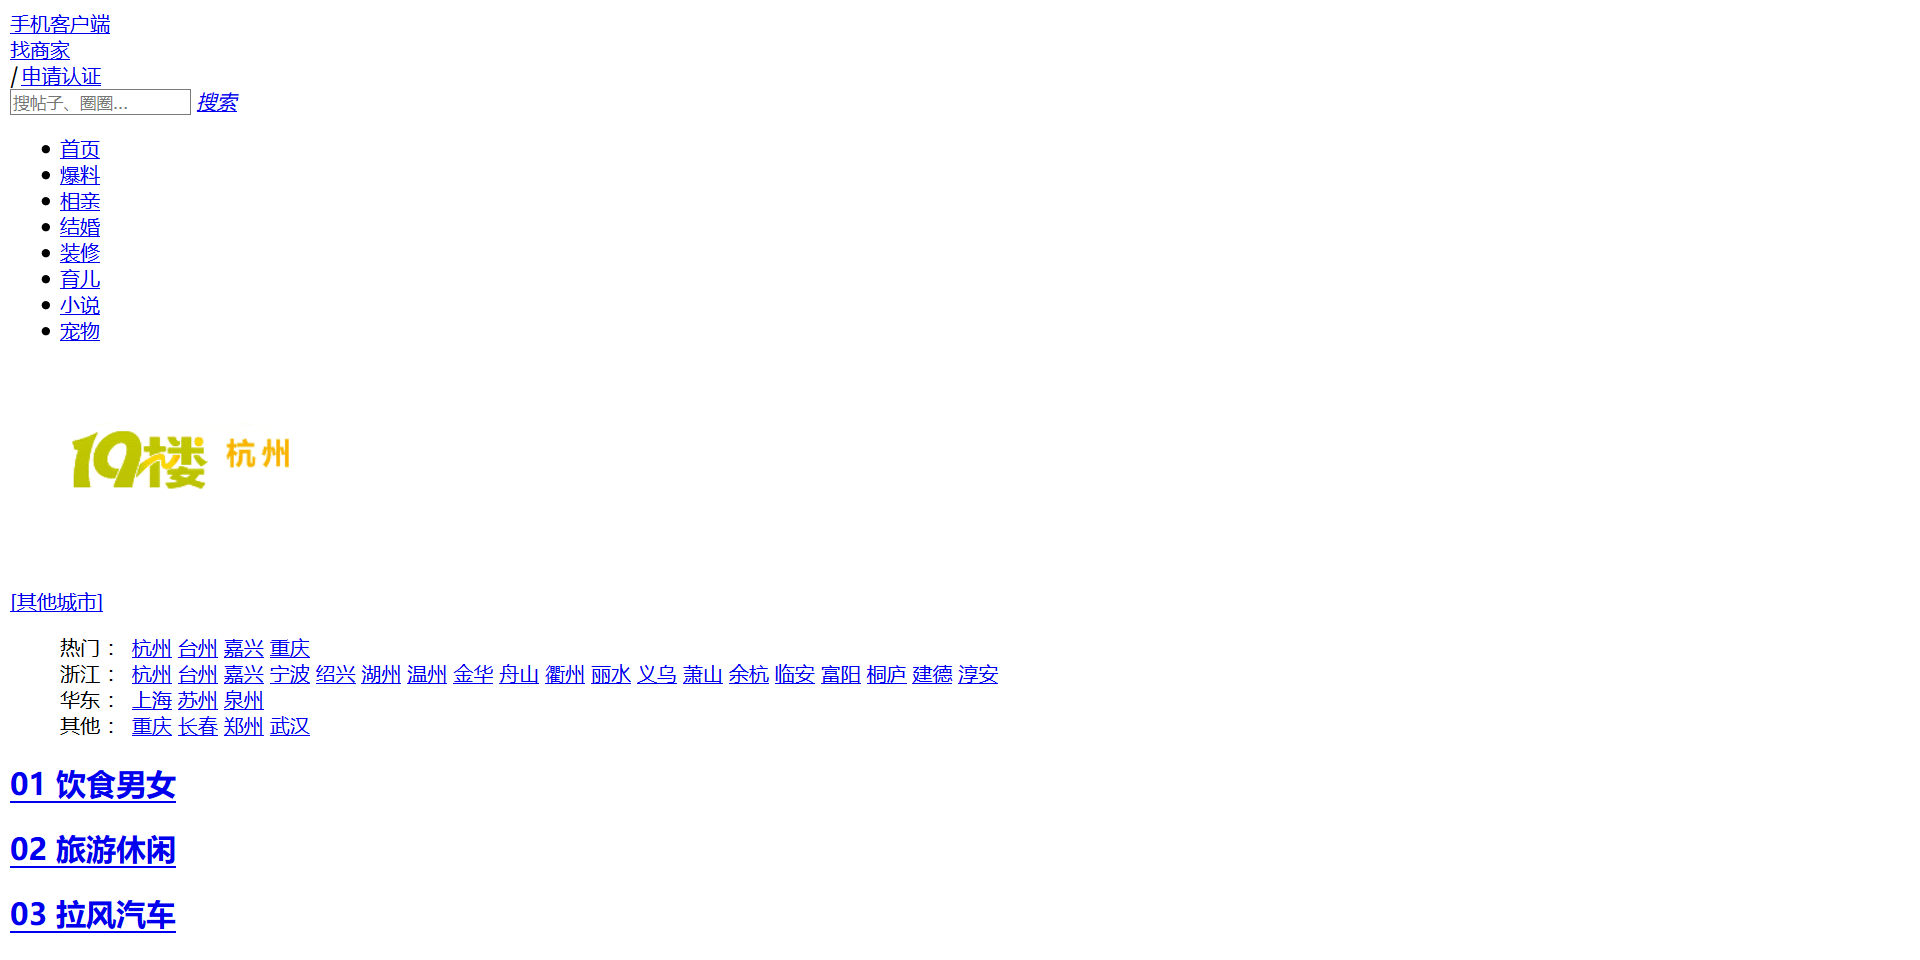 手机客户端
找商家
/ 申请认证
搜帖子、圈圈... 搜索
首页
爆料
相亲
结婚
装修
育儿
小说
宠物
19楼 杭州
[其他城市]
热门： 杭州 台州 嘉兴 重庆
浙江： 杭州 台州 嘉兴 宁波 绍兴 湖州 温州 金华 舟山 衢州 丽水 义乌 萧山 余杭 临安 富阳 桐庐 建德 淳安
华东： 上海 苏州 泉州
其他： 重庆 长春 郑州 武汉
01 饮食男女
02 旅游休闲
03 拉风汽车